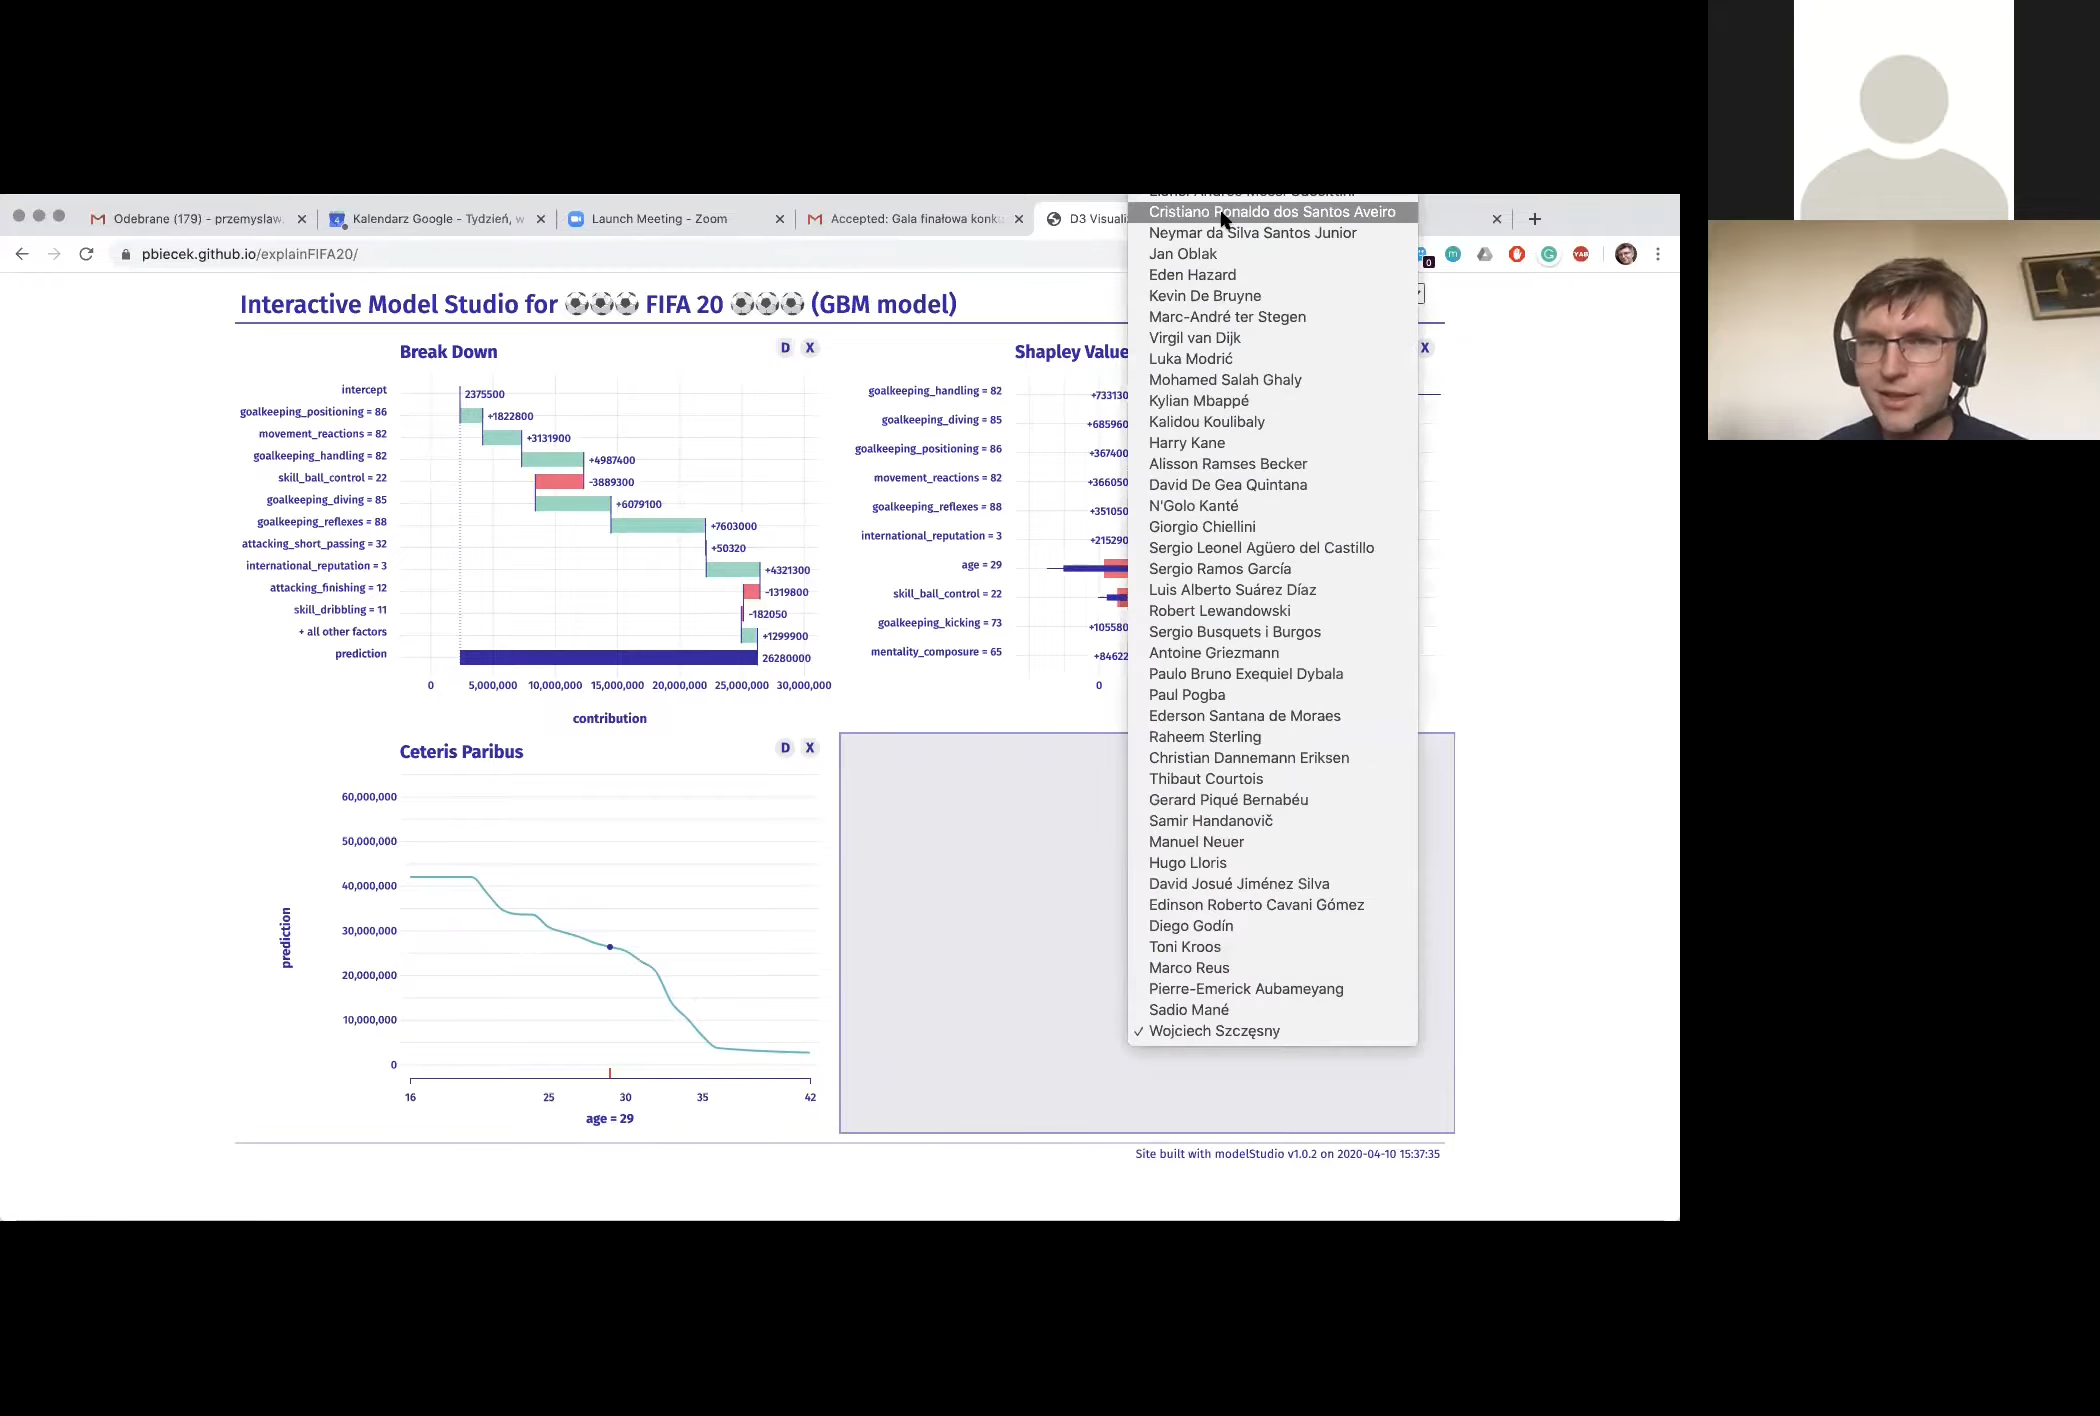 Odebrane (179) - przemyslaw.
Kalendarz Google - Tydzień, w
Launch Meeting - Zoom
Accepted: Gala finałowa konku
D3 Visuali
pbiecek.github.io/explainFIFA20/
0
m
YAB
Interactive Model Studio for ⚽⚽⚽ FIFA 20 ⚽⚽⚽ (GBM model)
Break Down
D X
intercept
2375500
goalkeeping_positioning = 86
+1822800
movement_reactions = 82
+3131900
goalkeeping_handling = 82
+4987400
skill_ball_control = 22
-3889300
goalkeeping_diving = 85
+6079100
goalkeeping_reflexes = 88
+7603000
attacking_short_passing = 32
+50320
international_reputation = 3
+4321300
attacking_finishing = 12
-1319800
skill_dribbling = 11
-182050
+ all other factors
+1299900
prediction
26280000
0 5,000,000 10,000,000 15,000,000 20,000,000 25,000,000 30,000,000
contribution
Shapley Value
X
goalkeeping_handling = 82
+733130
goalkeeping_diving = 85
+685960
goalkeeping_positioning = 86
+367400
movement_reactions = 82
+366050
goalkeeping_reflexes = 88
+351050
international_reputation = 3
+215290
age = 29
skill_ball_control = 22
goalkeeping_kicking = 73
+105580
mentality_composure = 65
+84622
0
Cristiano Ronaldo dos Santos Aveiro
Neymar da Silva Santos Junior
Jan Oblak
Eden Hazard
Kevin De Bruyne
Marc-André ter Stegen
Virgil van Dijk
Luka Modrić
Mohamed Salah Ghaly
Kylian Mbappé
Kalidou Koulibaly
Harry Kane
Alisson Ramses Becker
David De Gea Quintana
N'Golo Kanté
Giorgio Chiellini
Sergio Leonel Agüero del Castillo
Sergio Ramos García
Luis Alberto Suárez Díaz
Robert Lewandowski
Sergio Busquets i Burgos
Antoine Griezmann
Paulo Bruno Exequiel Dybala
Paul Pogba
Ederson Santana de Moraes
Raheem Sterling
Christian Dannemann Eriksen
Thibaut Courtois
Gerard Piqué Bernabéu
Samir Handanovič
Manuel Neuer
Hugo Lloris
David Josué Jiménez Silva
Edinson Roberto Cavani Gómez
Diego Godín
Toni Kroos
Marco Reus
Pierre-Emerick Aubameyang
Sadio Mané
✓ Wojciech Szczęsny
Ceteris Paribus
D X
60,000,000
50,000,000
40,000,000
30,000,000
20,000,000
10,000,000
0
prediction
16 25 30 35 42
age = 29
Site built with modelStudio v1.0.2 on 2020-04-10 15:37:35